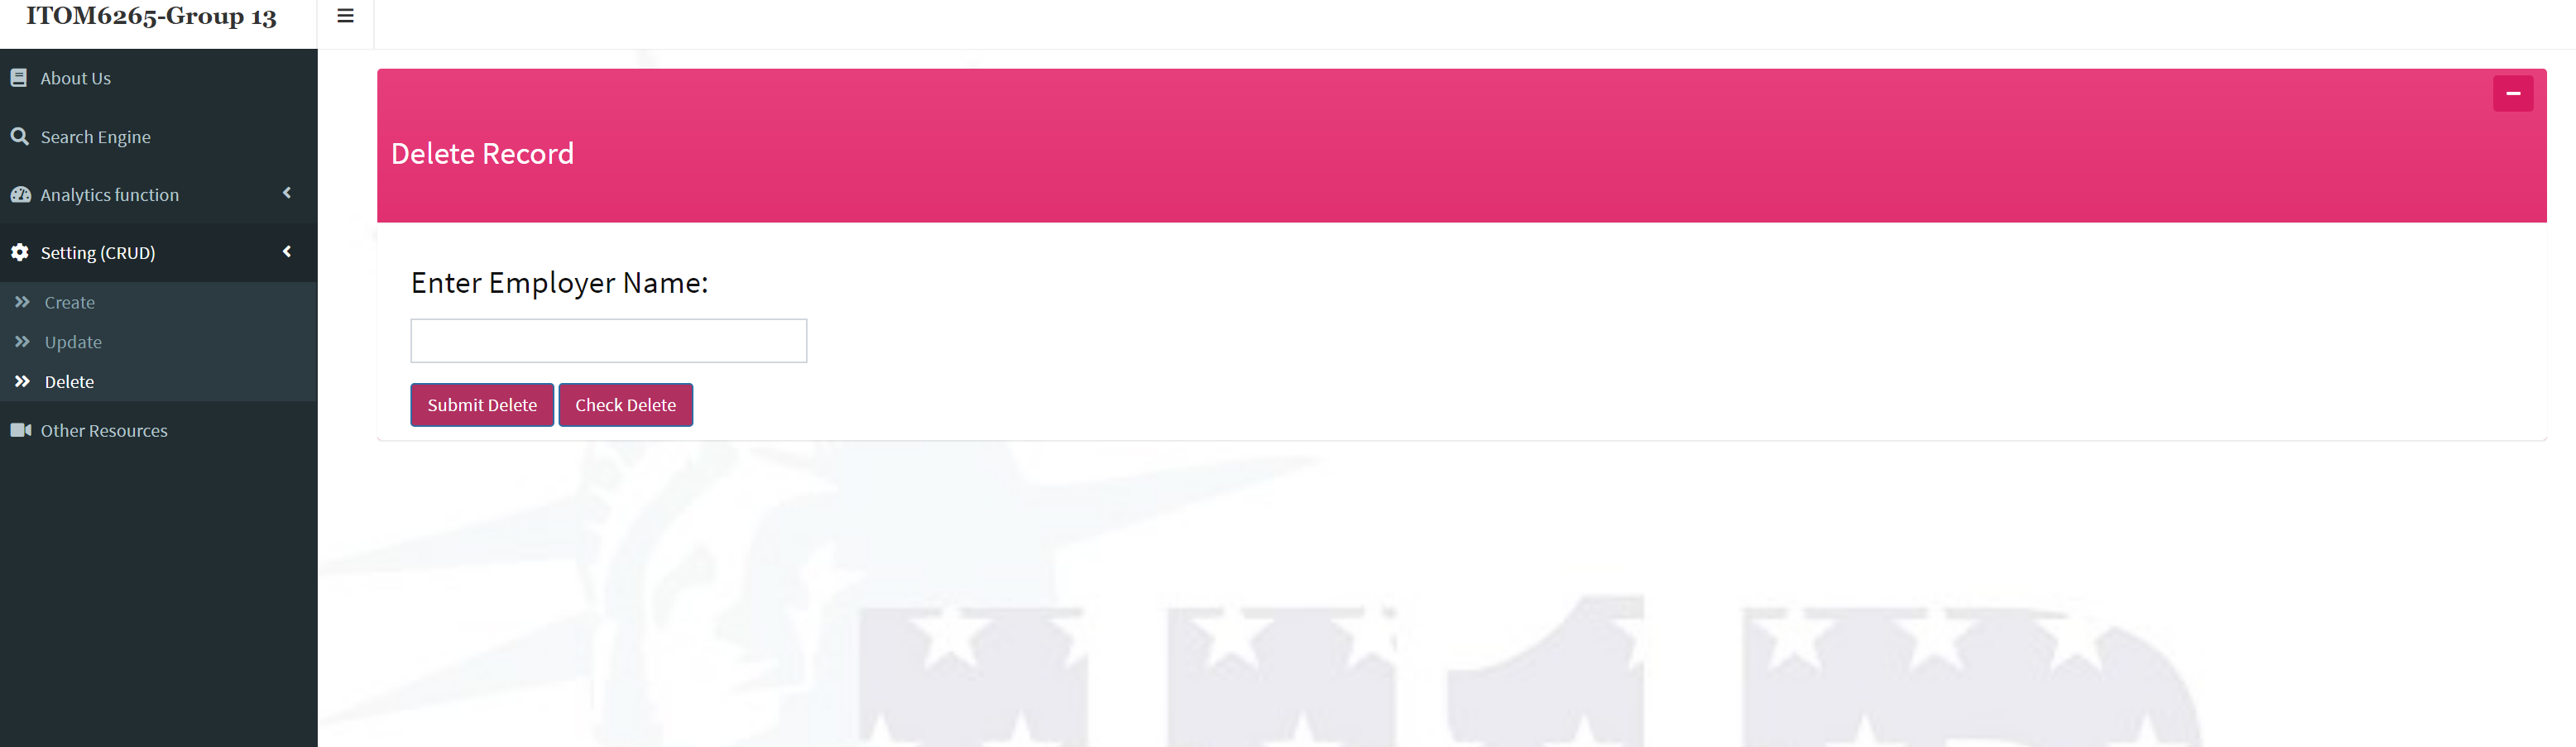 ITOM6265-Group 13
About Us
Search Engine
Analytics function
Setting (CRUD)
Create
Update
Delete
Other Resources
Delete Record
Enter Employer Name:
Submit Delete Check Delete